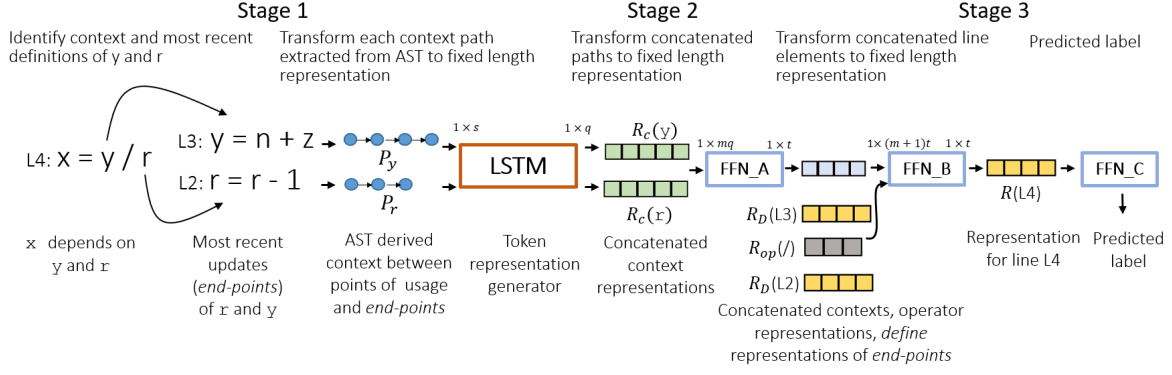 Stage 1
Stage 2
Stage 3
Identify context and most recent
definitions of y and r
Transform each context path
extracted from AST to fixed length
representation
Transform concatenated
paths to fixed length
representation
Transform concatenated line
elements to fixed length
representation
Predicted label
L4: x = y / r
L3: y = n + z
L2: r = r - 1
P_y
P_r
1 × s
LSTM
1 × q
R_c(y)
R_c(r)
1 × mq
FFN_A
1 × t
1× (m + 1)t
FFN_B
1 × t
R(L4)
FFN_C
R_D(L3)
R_op(/)
R_D(L2)
x depends on
y and r
Most recent
updates
(end-points)
of r and y
AST derived
context between
points of usage
and end-points
Token
representation
generator
Concatenated
context
representations
Concatenated contexts, operator
representations, define
representations of end-points
Representation
for line L4
Predicted
label